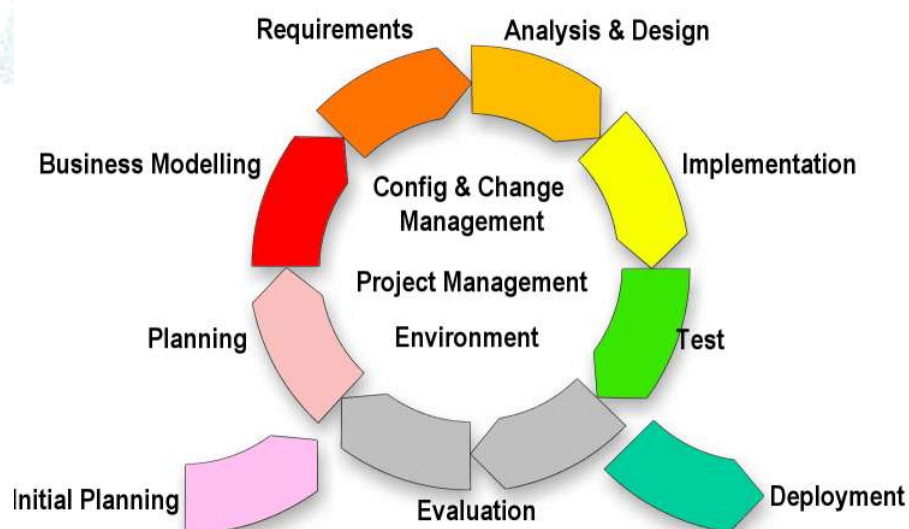 Requirements
Analysis & Design
Business Modelling
Implementation
Config & Change
Management
Project Management
Planning
Environment
Test
Initial Planning
Evaluation
Deployment